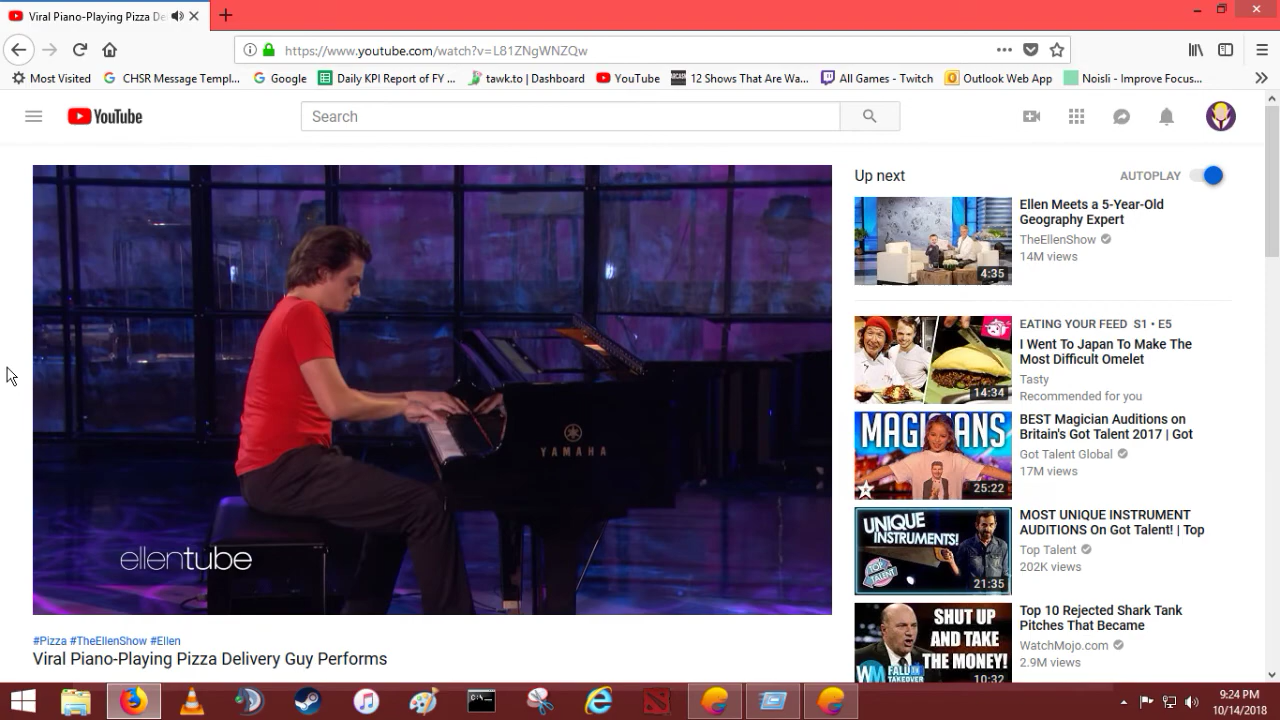 Viral Piano-Playing Pizza De
https://www.youtube.com/watch?v=L81ZNgWNZQw
Most Visited
CHSR Message Templ...
Google
Daily KPI Report of FY ...
tawk.to | Dashboard
YouTube
12 Shows That Are Wa...
All Games - Twitch
Outlook Web App
Noisli - Improve Focus...
YouTube
Search
Up next
AUTOPLAY
YAMAHA
ellentube
4:35
Ellen Meets a 5-Year-Old
Geography Expert
TheEllenShow
14M views
14:34
EATING YOUR FEED S1 • E5
I Went To Japan To Make The
Most Difficult Omelet
Tasty
Recommended for you
MAGICIANS
25:22
BEST Magician Auditions on
Britain's Got Talent 2017 | Got
Got Talent Global
17M views
UNIQUE
INSTRUMENTS!
TOP
TALENT
21:35
MOST UNIQUE INSTRUMENT
AUDITIONS On Got Talent! | Top
Top Talent
202K views
SHUT UP
AND TAKE
THE MONEY!
10:32
Top 10 Rejected Shark Tank
Pitches That Became
WatchMojo.com
2.9M views
#Pizza #TheEllenShow #Ellen
Viral Piano-Playing Pizza Delivery Guy Performs
9:24 PM
10/14/2018